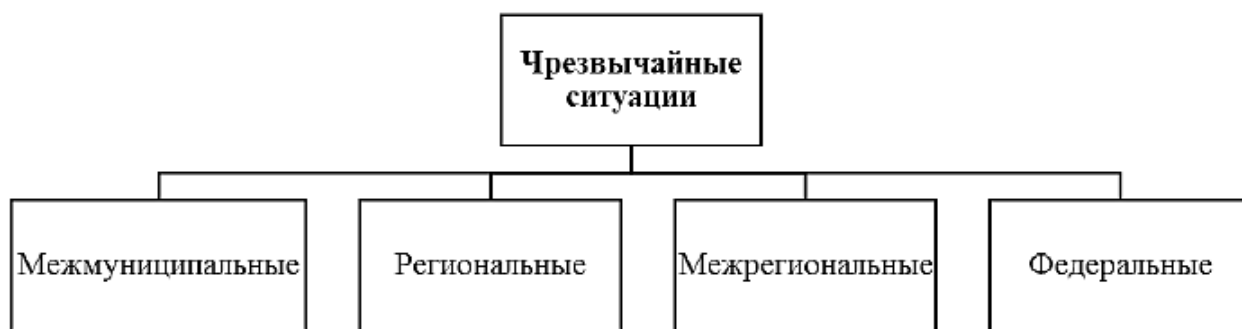 Чрезвычайные
ситуации
Межмуниципальные
Региональные
Межрегиональные
Федеральные